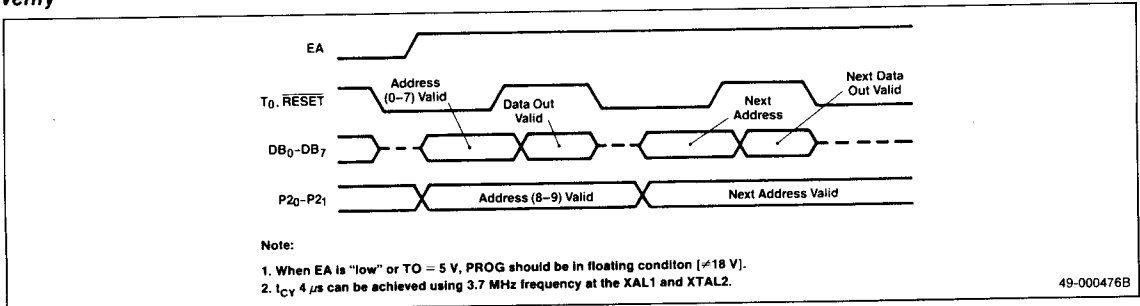 Verify
EA
T0, RESET
Address
(0–7) Valid
Data Out
Valid
Next
Address
Next Data
Out Valid
DB0-DB7
P20-P21
Address (8–9) Valid
Next Address Valid
Note:
1. When EA is "low" or TO = 5 V, PROG should be in floating conditon [≠18 V].
2. tCY 4 μs can be achieved using 3.7 MHz frequency at the XAL1 and XTAL2.
49-000476B